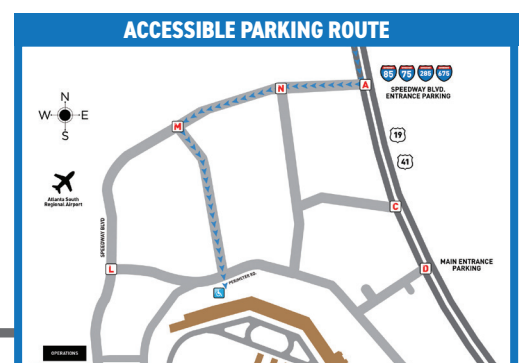 ACCESSIBLE PARKING ROUTE
85 75 285 675
SPEEDWAY BLVD.
ENTRANCE PARKING
A
N
N
W E
S
M
19
41
Atlanta South
Regional Airport
C
SPEEDWAY BLVD
L
D
MAIN ENTRANCE
PARKING
PERIMETER RD.
OPERATIONS